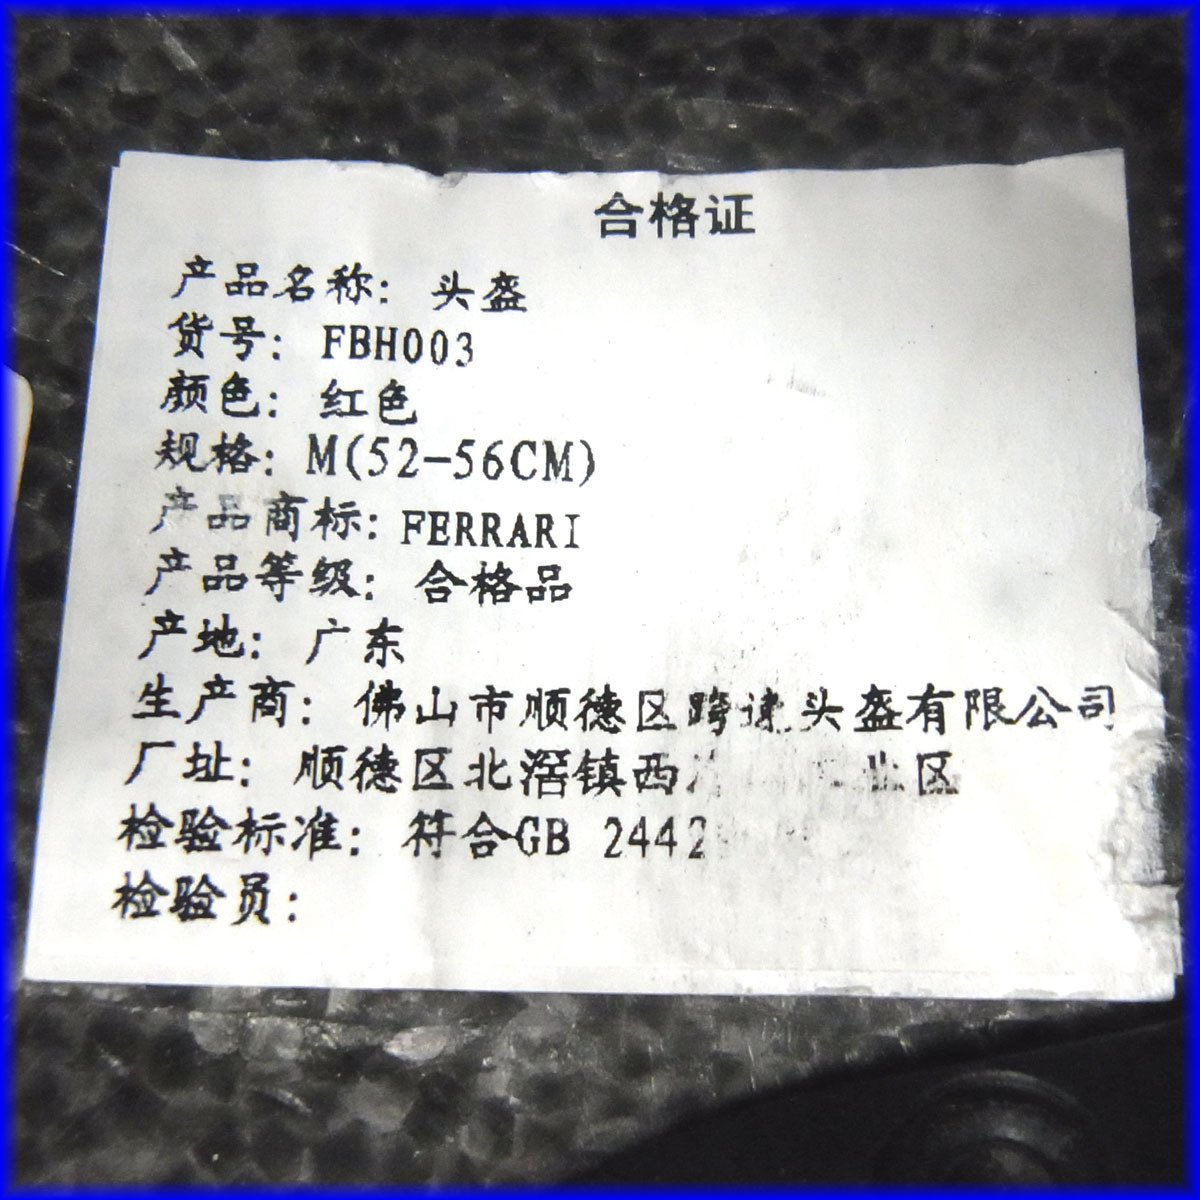 合格证
产品名称: 头盔
货号: FBH003
颜色: 红色
规格: M(52-56CM)
产品商标: FERRARI
产品等级: 合格品
产地: 广东
生产商: 佛山市顺德区跨速头盔有限公司
厂址: 顺德区北滘镇西 业区
检验标准: 符合GB 2442
检验员: